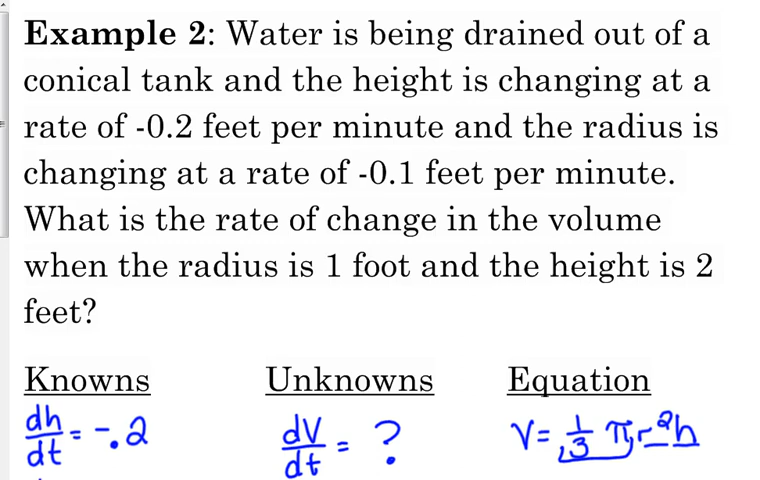 Example 2: Water is being drained out of a
conical tank and the height is changing at a
rate of -0.2 feet per minute and the radius is
changing at a rate of -0.1 feet per minute.
What is the rate of change in the volume
when the radius is 1 foot and the height is 2
feet?
Knowns Unknowns Equation
dh/dt = -.2 dV/dt = ? V = 1/3 πr²h